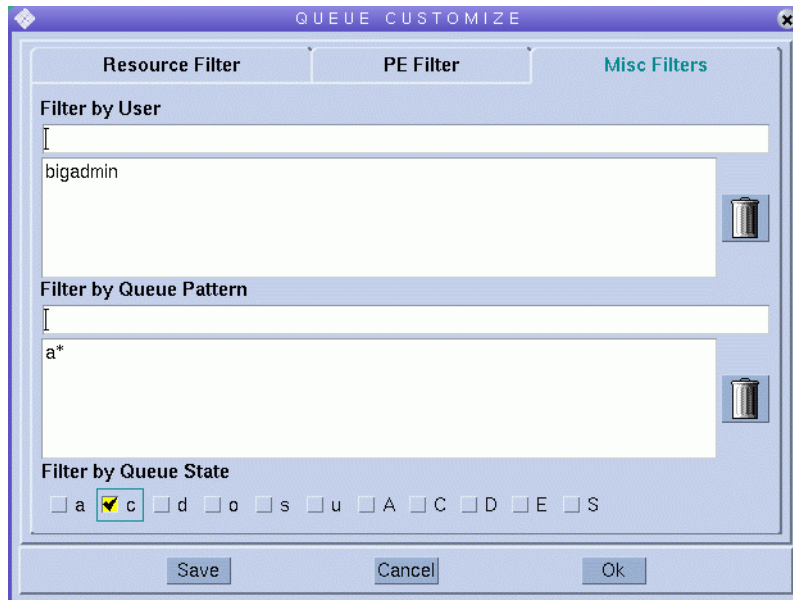 QUEUE CUSTOMIZE
Resource Filter PE Filter Misc Filters
Filter by User
bigadmin
Filter by Queue Pattern
a*
Filter by Queue State
a c d o s u A C D E S
Save Cancel Ok